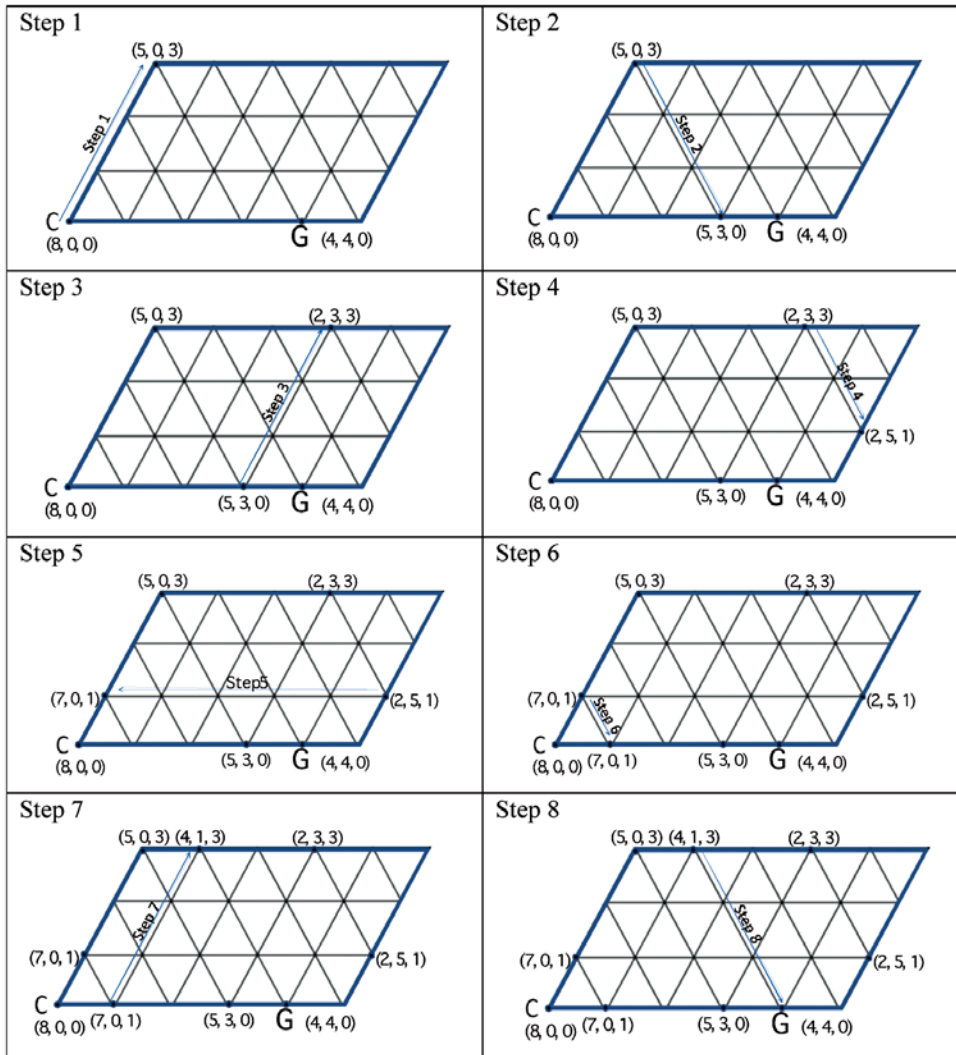 Step 1
(5, 0, 3)
Step 1
C
(8, 0, 0)
G
(4, 4, 0)
Step 2
(5, 0, 3)
Step 2
C
(8, 0, 0)
(5, 3, 0)
G
(4, 4, 0)
Step 3
(5, 0, 3)
(2, 3, 3)
Step 3
C
(8, 0, 0)
(5, 3, 0)
G
(4, 4, 0)
Step 4
(5, 0, 3)
(2, 3, 3)
Step 4
(2, 5, 1)
C
(8, 0, 0)
(5, 3, 0)
G
(4, 4, 0)
Step 5
(5, 0, 3)
(2, 3, 3)
Step5
(7, 0, 1)
(2, 5, 1)
C
(8, 0, 0)
(5, 3, 0)
G
(4, 4, 0)
Step 6
(5, 0, 3)
(2, 3, 3)
(7, 0, 1)
Step 6
(2, 5, 1)
C
(8, 0, 0)
(7, 0, 1)
(5, 3, 0)
G
(4, 4, 0)
Step 7
(5, 0, 3) (4, 1, 3)
(2, 3, 3)
Step 7
(7, 0, 1)
(2, 5, 1)
C
(8, 0, 0)
(7, 0, 1)
(5, 3, 0)
G
(4, 4, 0)
Step 8
(5, 0, 3) (4, 1, 3)
(2, 3, 3)
Step 8
(7, 0, 1)
(2, 5, 1)
C
(8, 0, 0)
(7, 0, 1)
(5, 3, 0)
G
(4, 4, 0)